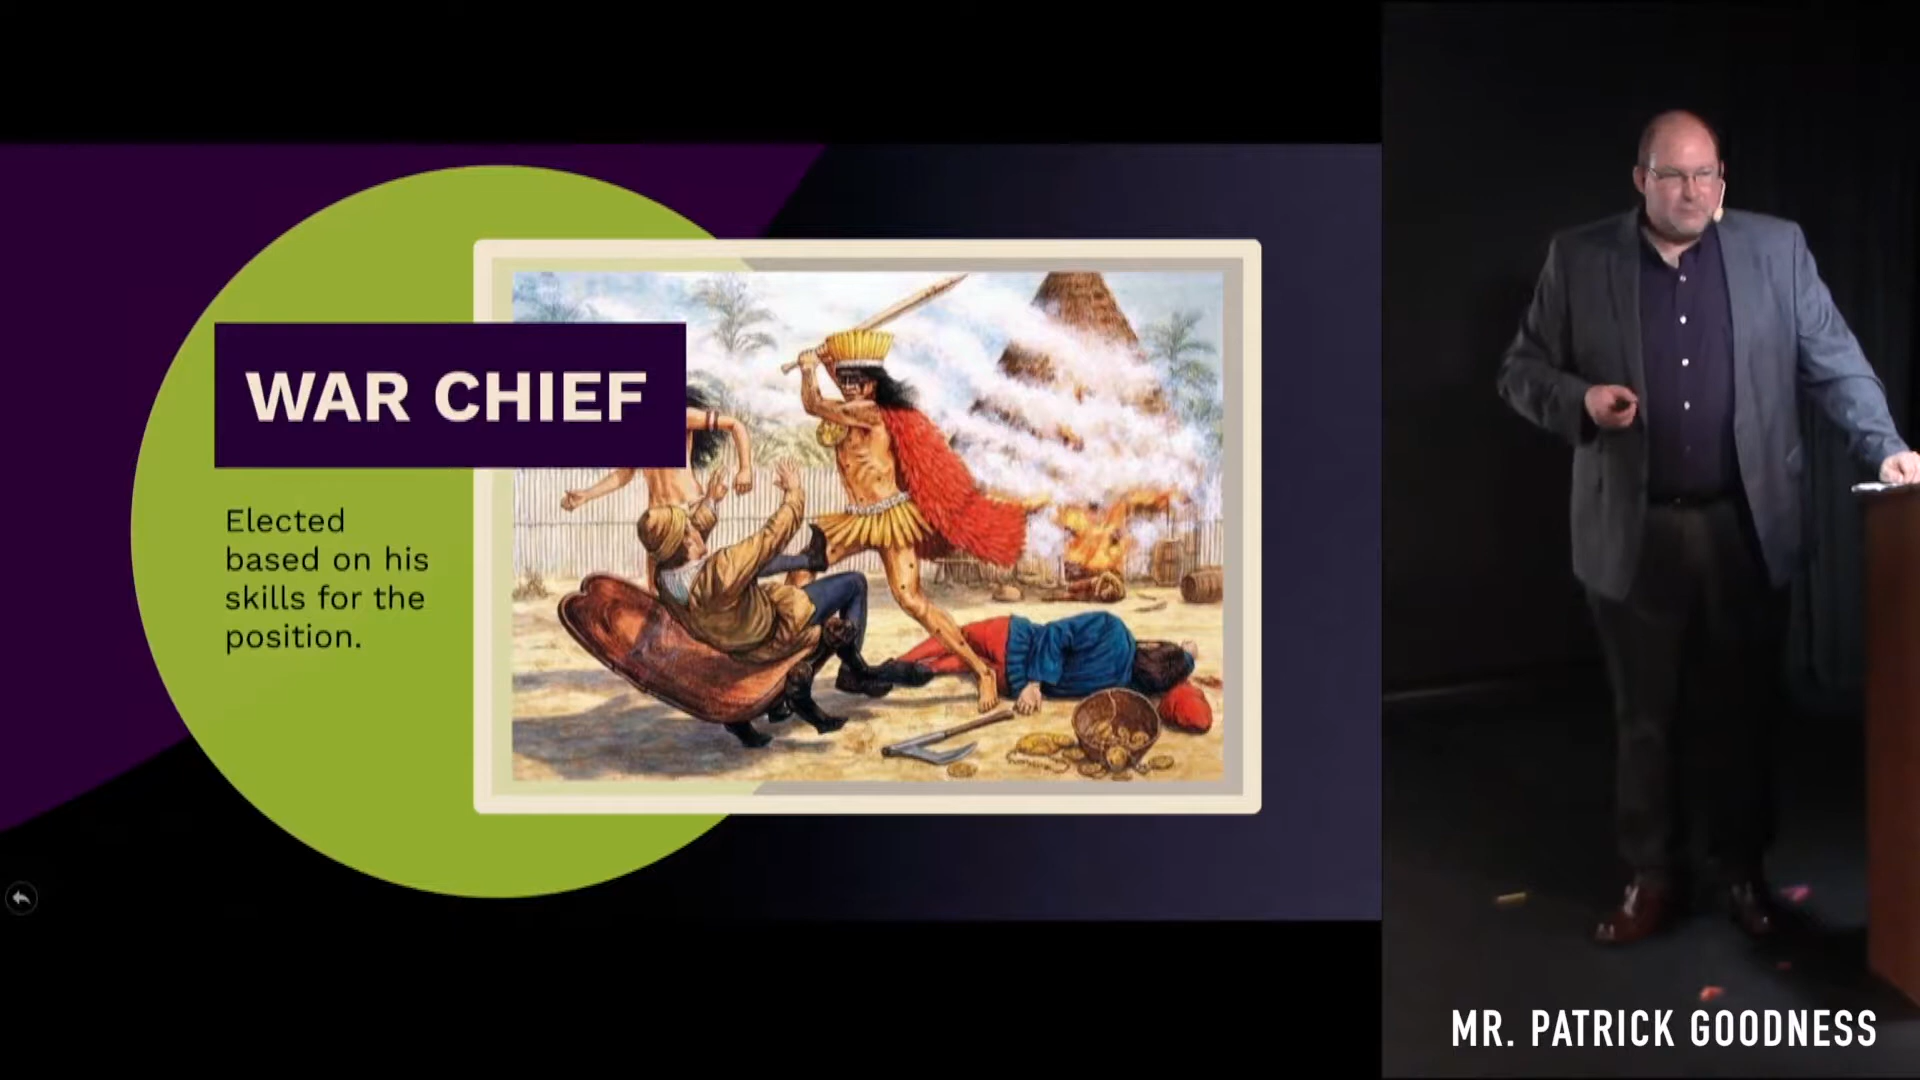 WAR CHIEF
Elected
based on his
skills for the
position.
MR. PATRICK GOODNESS